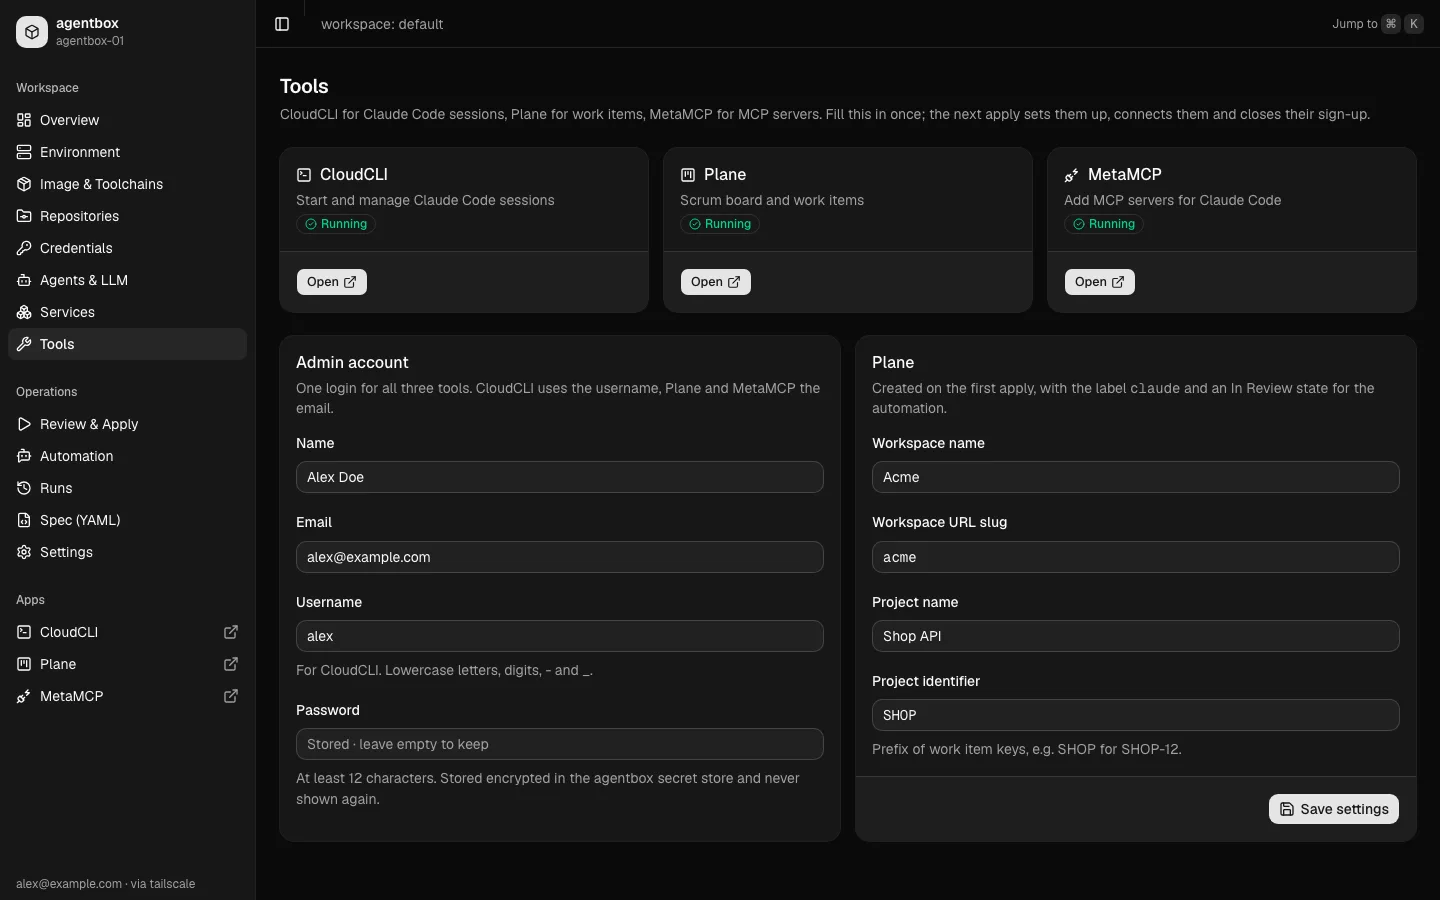 agentbox
agentbox-01
Workspace
Overview
Environment
Image & Toolchains
Repositories
Credentials
Agents & LLM
Services
Tools
Operations
Review & Apply
Automation
Runs
Spec (YAML)
Settings
Apps
CloudCLI
Plane
MetaMCP
alex@example.com · via tailscale
workspace: default
Jump to ⌘ K
Tools
CloudCLI for Claude Code sessions, Plane for work items, MetaMCP for MCP servers. Fill this in once; the next apply sets them up, connects them and closes their sign-up.
CloudCLI
Start and manage Claude Code sessions
Running
Open
Plane
Scrum board and work items
Running
Open
MetaMCP
Add MCP servers for Claude Code
Running
Open
Admin account
One login for all three tools. CloudCLI uses the username, Plane and MetaMCP the
email.
Name
Alex Doe
Email
alex@example.com
Username
alex
For CloudCLI. Lowercase letters, digits, - and _.
Password
Stored · leave empty to keep
At least 12 characters. Stored encrypted in the agentbox secret store and never
shown again.
Plane
Created on the first apply, with the label claude and an In Review state for the
automation.
Workspace name
Acme
Workspace URL slug
acme
Project name
Shop API
Project identifier
SHOP
Prefix of work item keys, e.g. SHOP for SHOP-12.
Save settings